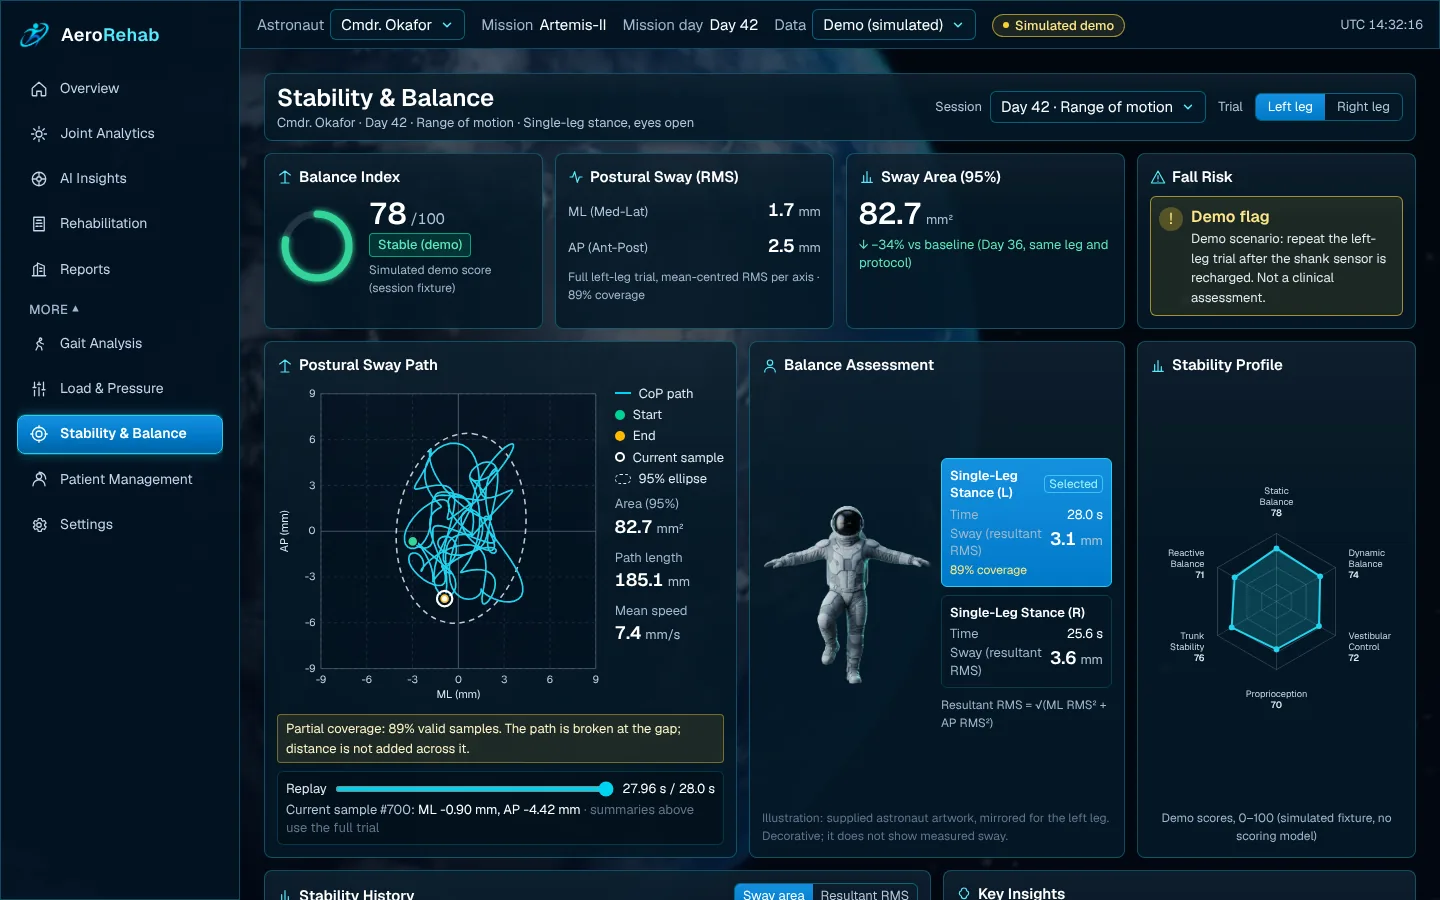 AeroRehab
Astronaut Cmdr. Okafor Mission Artemis-II Mission day Day 42 Data Demo (simulated) Simulated demo UTC 14:32:16
Overview
Joint Analytics
AI Insights
Rehabilitation
Reports
MORE
Gait Analysis
Load & Pressure
Stability & Balance
Patient Management
Settings
Stability & Balance
Cmdr. Okafor · Day 42 · Range of motion · Single-leg stance, eyes open
Session Day 42 · Range of motion Trial Left leg Right leg
Balance Index
78 /100
Stable (demo)
Simulated demo score
(session fixture)
Postural Sway (RMS)
ML (Med-Lat) 1.7 mm
AP (Ant-Post) 2.5 mm
Full left-leg trial, mean-centred RMS per axis ·
89% coverage
Sway Area (95%)
82.7 mm²
↓ −34% vs baseline (Day 36, same leg and
protocol)
Fall Risk
! Demo flag
Demo scenario: repeat the left-
leg trial after the shank sensor is
recharged. Not a clinical
assessment.
Postural Sway Path
9
6
3
0
-3
-6
-9
AP (mm)
-9 -6 -3 0 3 6 9
ML (mm)
CoP path
Start
End
Current sample
95% ellipse
Area (95%)
82.7 mm²
Path length
185.1 mm
Mean speed
7.4 mm/s
Partial coverage: 89% valid samples. The path is broken at the gap;
distance is not added across it.
Replay 27.96 s / 28.0 s
Current sample #700: ML -0.90 mm, AP -4.42 mm · summaries above
use the full trial
Balance Assessment
Single-Leg
Stance (L) Selected
Time 28.0 s
Sway (resultant
RMS) 3.1 mm
89% coverage
Single-Leg Stance (R)
Time 25.6 s
Sway (resultant
RMS) 3.6 mm
Resultant RMS = √(ML RMS² +
AP RMS²)
Illustration: supplied astronaut artwork, mirrored for the left leg.
Decorative; it does not show measured sway.
Stability Profile
Static
Balance
78
Dynamic
Balance
74
Vestibular
Control
72
Proprioception
70
Trunk
Stability
76
Reactive
Balance
71
Demo scores, 0–100 (simulated fixture, no
scoring model)
Stability History Sway area Resultant RMS
Key Insights